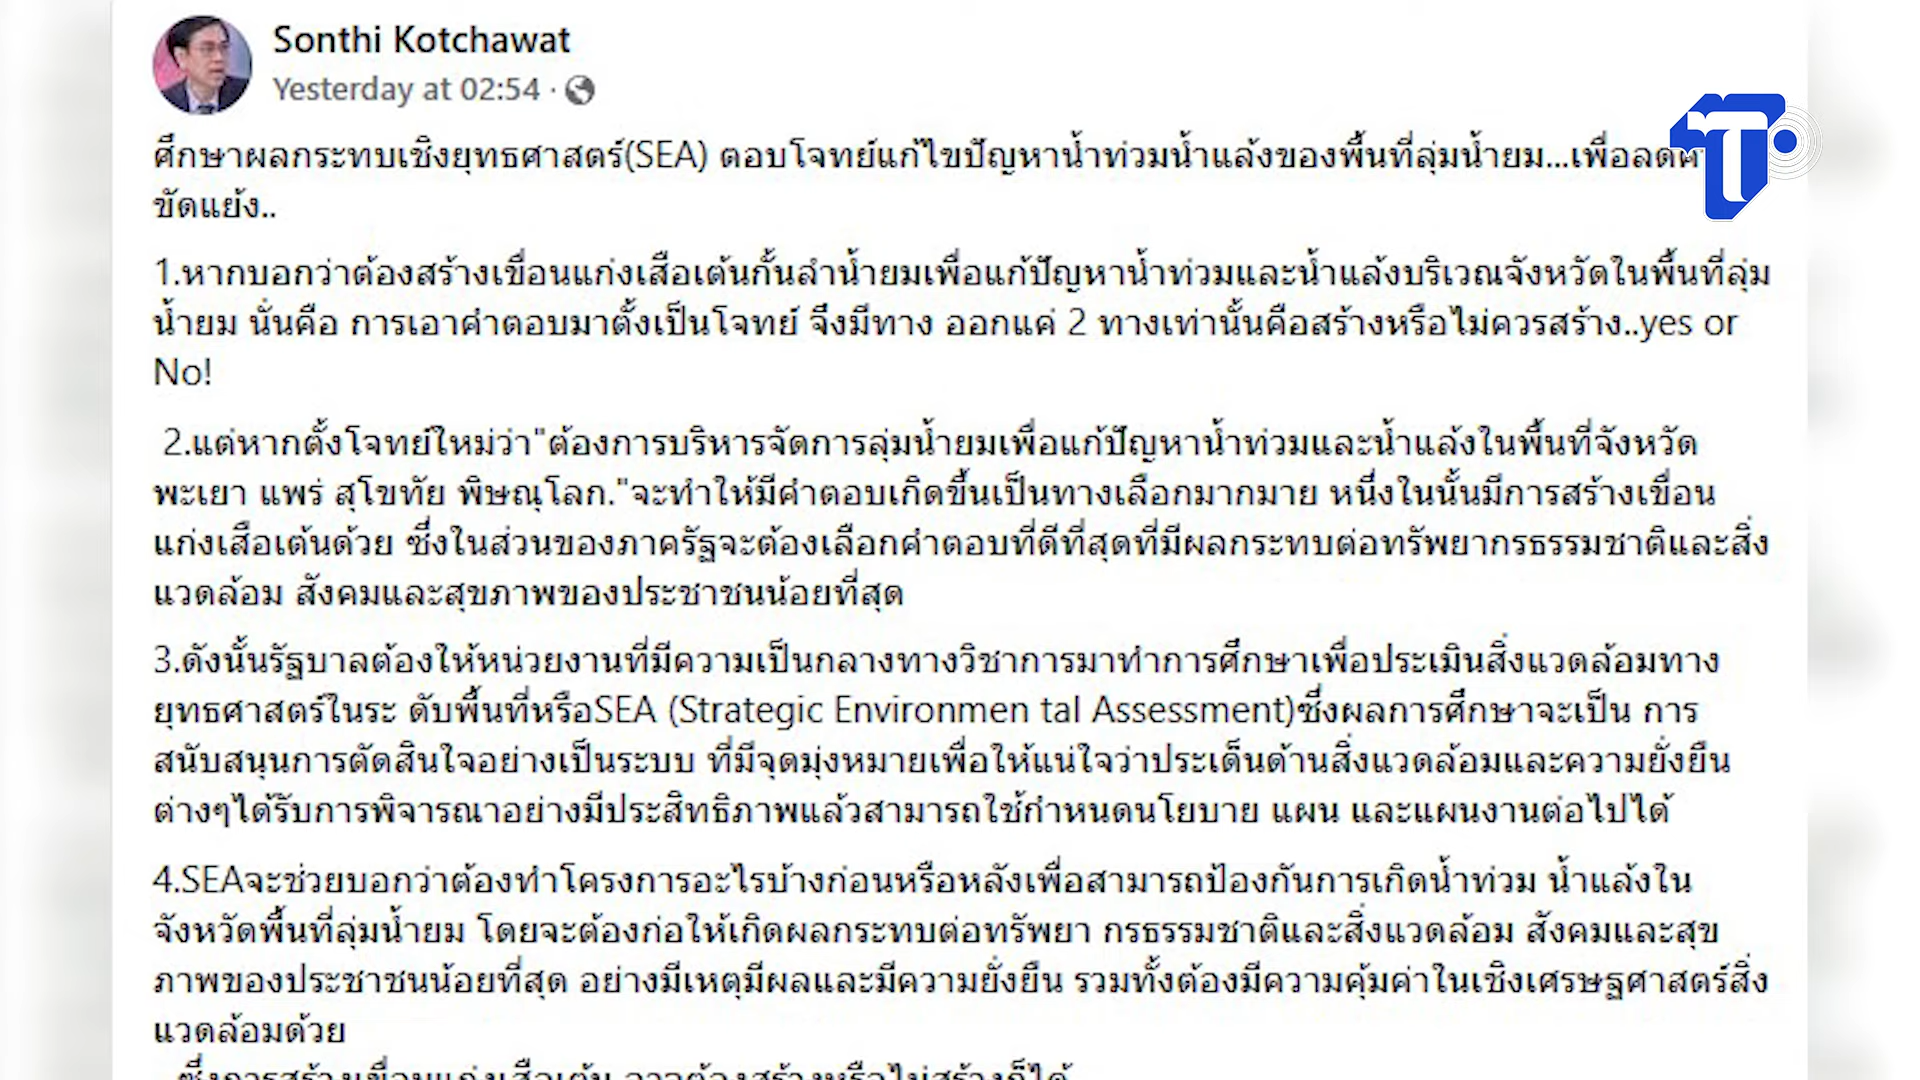 Sonthi Kotchawat
Yesterday at 02:54 ·
ศึกษาผลกระทบเชิงยุทธศาสตร์(SEA) ตอบโจทย์แก้ไขปัญหาน้ำท่วมน้ำแล้งของพื้นที่ลุ่มน้ำยม...เพื่อลด
ขัดแย้ง..
1.หากบอกว่าต้องสร้างเขื่อนแก่งเสือเต้นกั้นลำน้ำยมเพื่อแก้ปัญหาน้ำท่วมและน้ำแล้งบริเวณจังหวัดในพื้นที่ลุ่ม
น้ำยม นั่นคือ การเอาคำตอบมาตั้งเป็นโจทย์ จึงมีทาง ออกแค่ 2 ทางเท่านั้นคือสร้างหรือไม่ควรสร้าง..yes or
No!
2.แต่หากตั้งโจทย์ใหม่ว่า"ต้องการบริหารจัดการลุ่มน้ำยมเพื่อแก้ปัญหาน้ำท่วมและน้ำแล้งในพื้นที่จังหวัด
พะเยา แพร่ สุโขทัย พิษณุโลก."จะทำให้มีคำตอบเกิดขึ้นเป็นทางเลือกมากมาย หนึ่งในนั้นมีการสร้างเขื่อน
แก่งเสือเต้นด้วย ซึ่งในส่วนของภาครัฐจะต้องเลือกคำตอบที่ดีที่สุดที่มีผลกระทบต่อทรัพยากรธรรมชาติและสิ่ง
แวดล้อม สังคมและสุขภาพของประชาชนน้อยที่สุด
3.ดังนั้นรัฐบาลต้องให้หน่วยงานที่มีความเป็นกลางทางวิชาการมาทำการศึกษาเพื่อประเมินสิ่งแวดล้อมทาง
ยุทธศาสตร์ในระ ดับพื้นที่หรือSEA (Strategic Environmen tal Assessment)ซึ่งผลการศึกษาจะเป็น การ
สนับสนุนการตัดสินใจอย่างเป็นระบบ ที่มีจุดมุ่งหมายเพื่อให้แน่ใจว่าประเด็นด้านสิ่งแวดล้อมและความยั่งยืน
ต่างๆได้รับการพิจารณาอย่างมีประสิทธิภาพแล้วสามารถใช้กำหนดนโยบาย แผน และแผนงานต่อไปได้
4.SEAจะช่วยบอกว่าต้องทำโครงการอะไรบ้างก่อนหรือหลังเพื่อสามารถป้องกันการเกิดน้ำท่วม น้ำแล้งใน
จังหวัดพื้นที่ลุ่มน้ำยม โดยจะต้องก่อให้เกิดผลกระทบต่อทรัพยา กรธรรมชาติและสิ่งแวดล้อม สังคมและสุข
ภาพของประชาชนน้อยที่สุด อย่างมีเหตุมีผลและมีความยั่งยืน รวมทั้งต้องมีความคุ้มค่าในเชิงเศรษฐศาสตร์สิ่ง
แวดล้อมด้วย
..ซึ่งการสร้างเขื่อนแก่งเสือเต้น อาจต้องสร้างหรือไม่สร้างก็ได้